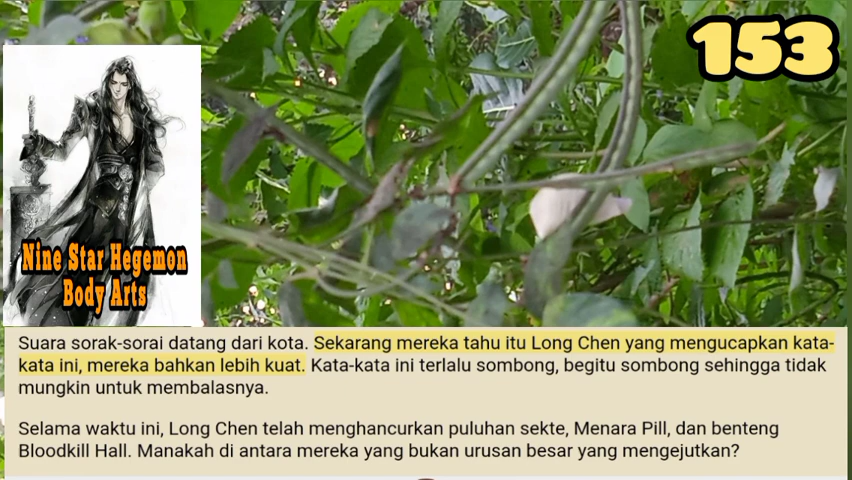 153
Nine Star Hegemon
Body Arts
Suara sorak-sorai datang dari kota. Sekarang mereka tahu itu Long Chen yang mengucapkan kata-
kata ini, mereka bahkan lebih kuat. Kata-kata ini terlalu sombong, begitu sombong sehingga tidak
mungkin untuk membalasnya.
Selama waktu ini, Long Chen telah menghancurkan puluhan sekte, Menara Pill, dan benteng
Bloodkill Hall. Manakah di antara mereka yang bukan urusan besar yang mengejutkan?